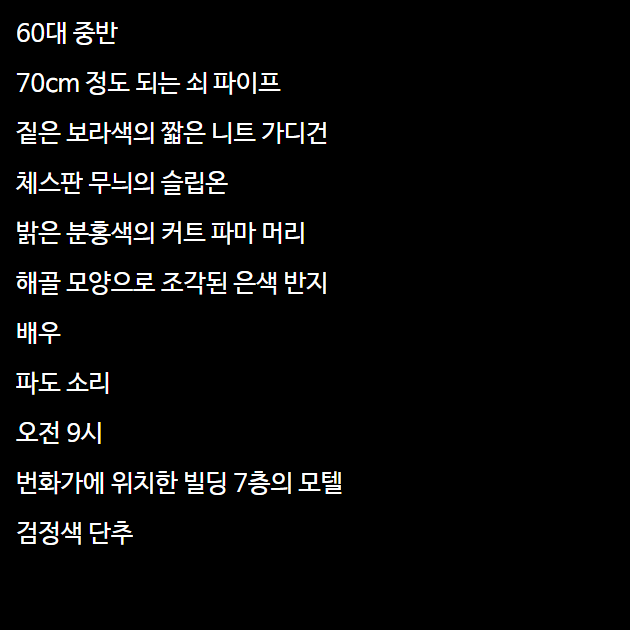 60대 중반
70cm 정도 되는 쇠 파이프
짙은 보라색의 짧은 니트 가디건
체스판 무늬의 슬립온
밝은 분홍색의 커트 파마 머리
해골 모양으로 조각된 은색 반지
배우
파도 소리
오전 9시
번화가에 위치한 빌딩 7층의 모텔
검정색 단추